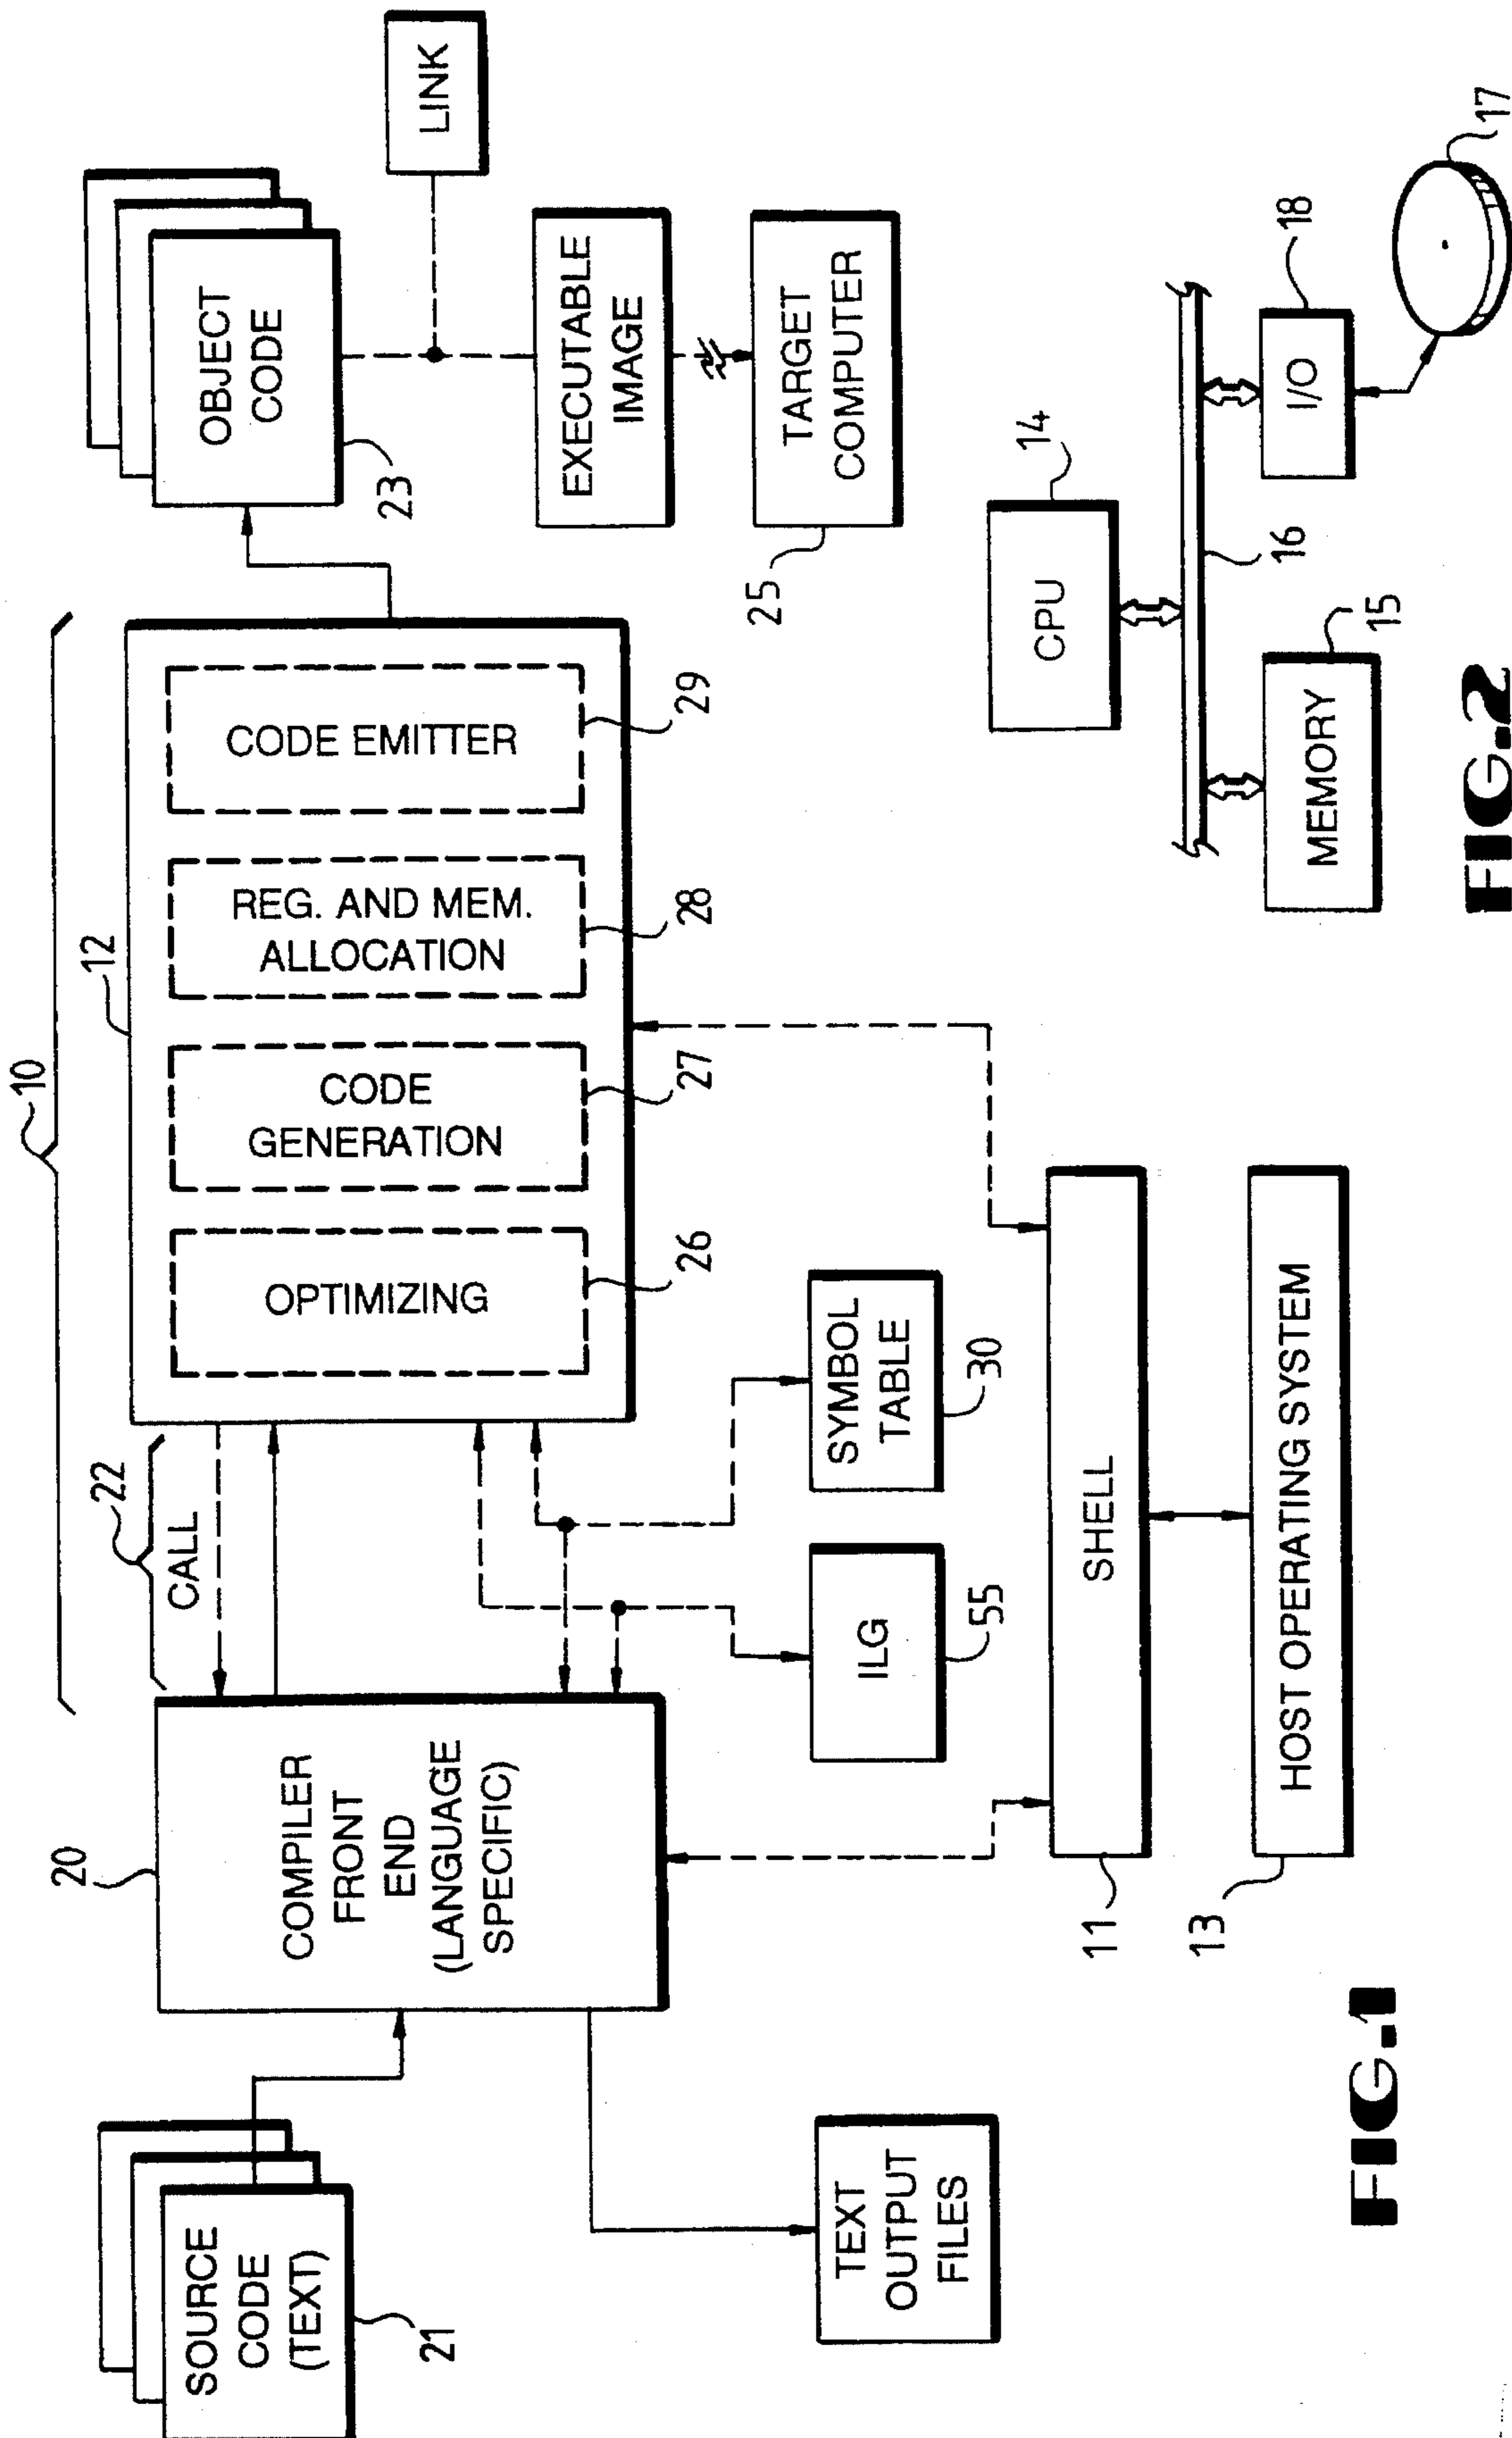 10
12
22
CALL
20
COMPILER
FRONT
END
(LANGUAGE
SPECIFIC)
SOURCE
CODE
(TEXT)
21
TEXT
OUTPUT
FILES
OPTIMIZING
26
CODE
GENERATION
27
REG. AND MEM.
ALLOCATION
28
CODE EMITTER
29
OBJECT
CODE
23
LINK
EXECUTABLE
IMAGE
TARGET
COMPUTER
25
ILG
55
SYMBOL
TABLE
30
SHELL
11
HOST OPERATING SYSTEM
13
FIG.1
CPU
14
16
MEMORY
15
I/O
18
17
FIG.2